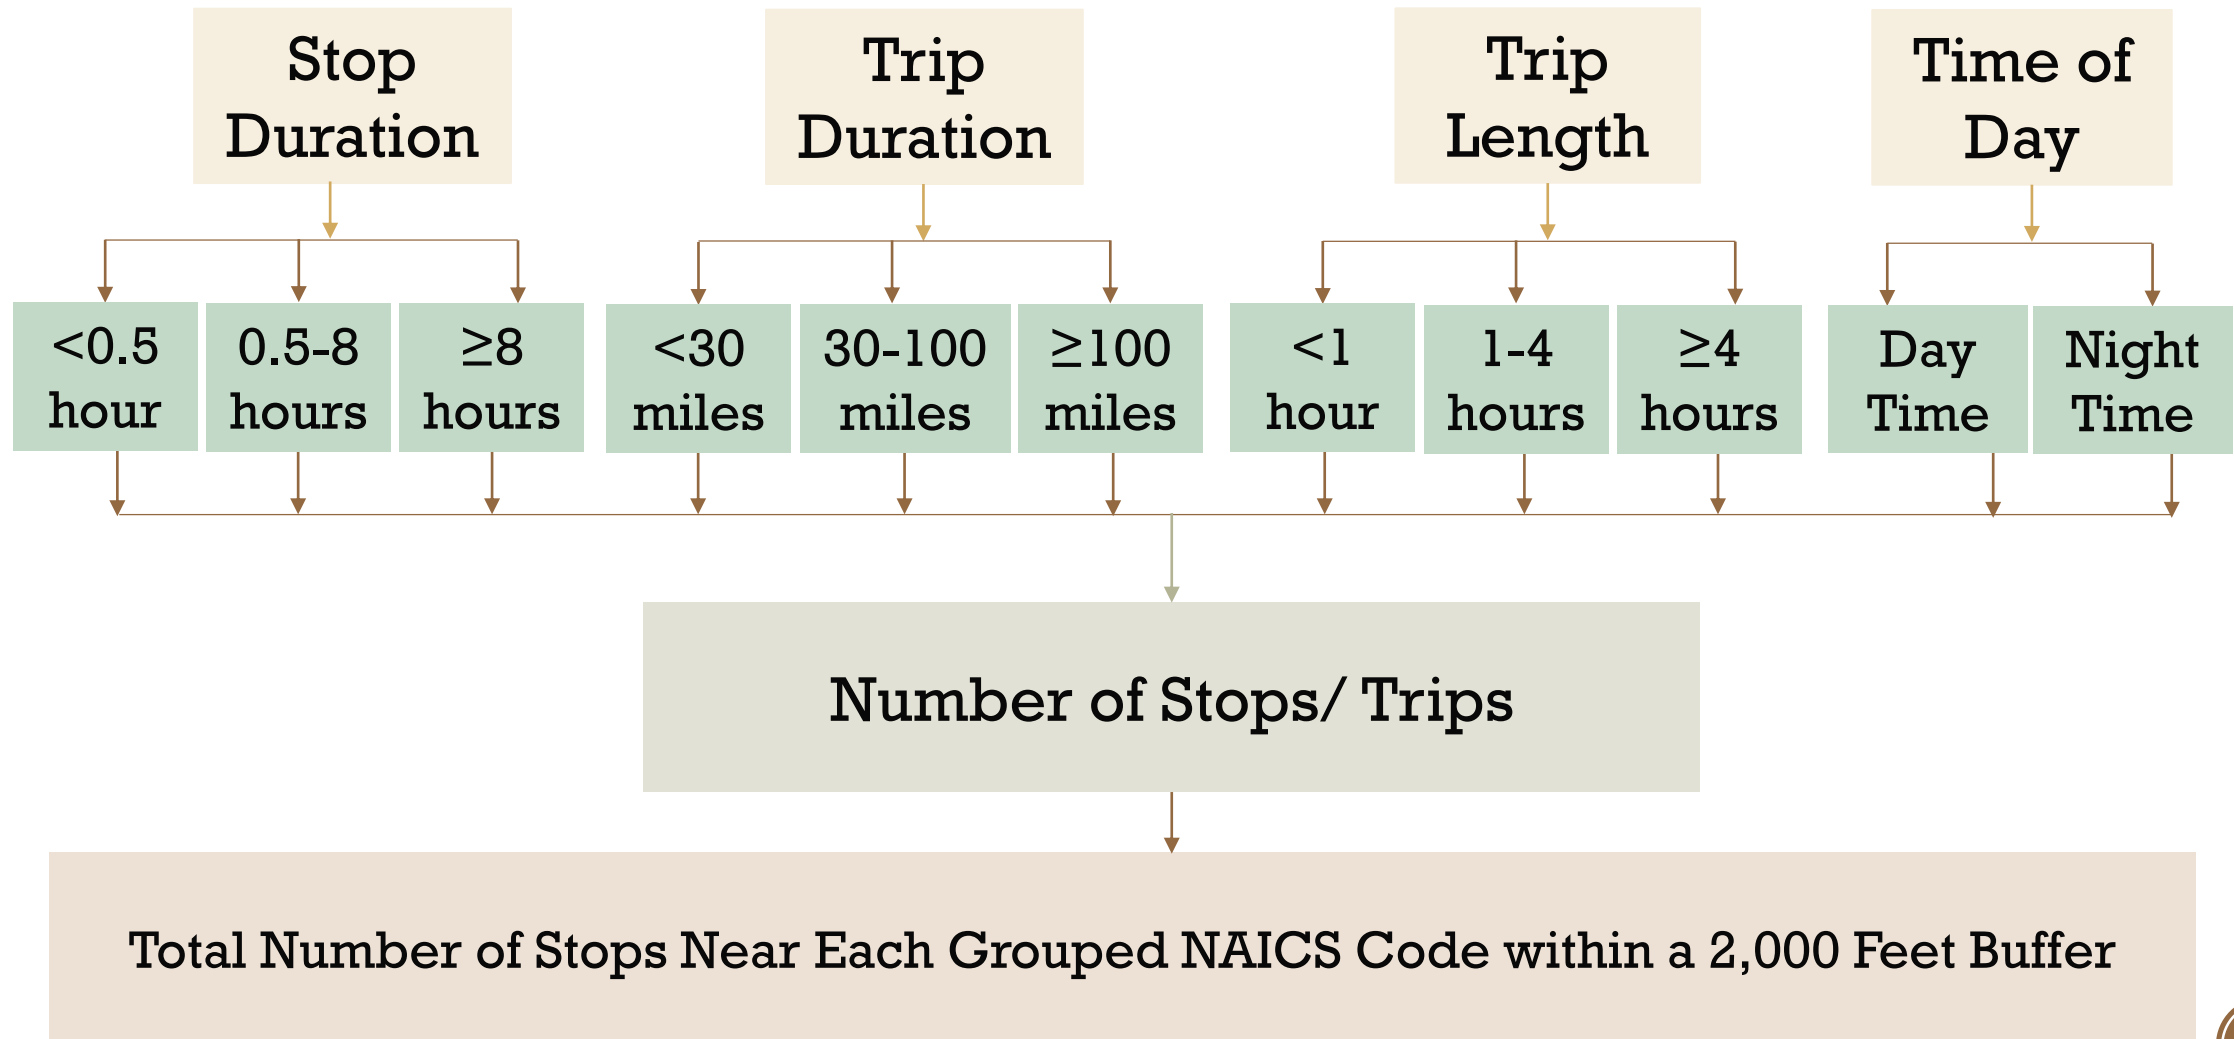 Stop
Duration
Trip
Duration
Trip
Length
Time of
Day
<0.5
hour
0.5-8
hours
≥8
hours
<30
miles
30-100
miles
≥100
miles
<1
hour
1-4
hours
≥4
hours
Day
Time
Night
Time
Number of Stops/ Trips
Total Number of Stops Near Each Grouped NAICS Code within a 2,000 Feet Buffer